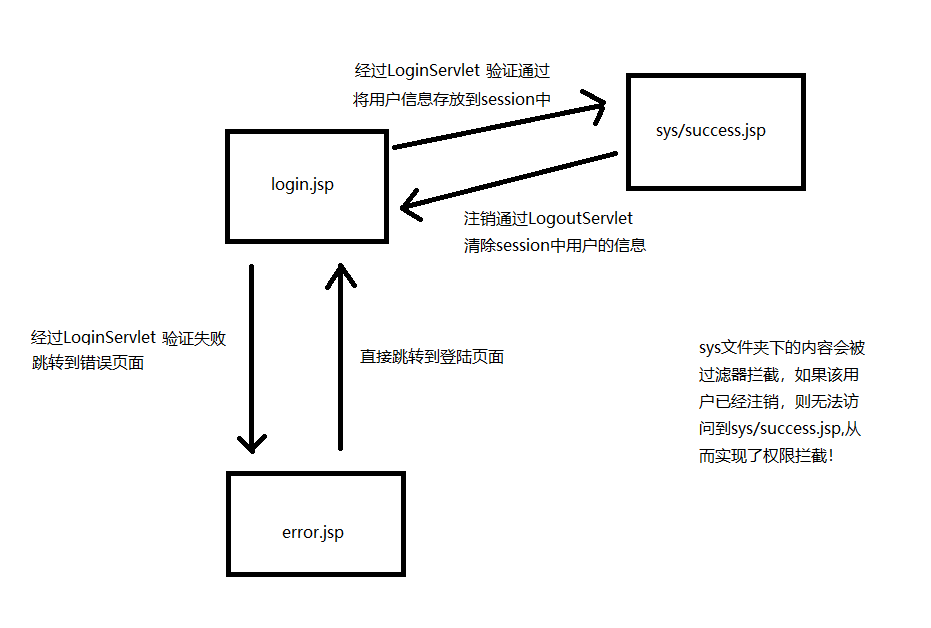 经过LoginServlet 验证通过
将用户信息存放到session中
sys/success.jsp
login.jsp
注销通过LogoutServlet
清除session中用户的信息
经过LoginServlet 验证失败
跳转到错误页面
直接跳转到登陆页面
sys文件夹下的内容会被
过滤器拦截，如果该用
户已经注销，则无法访
问到sys/success.jsp,从
而实现了权限拦截！
error.jsp